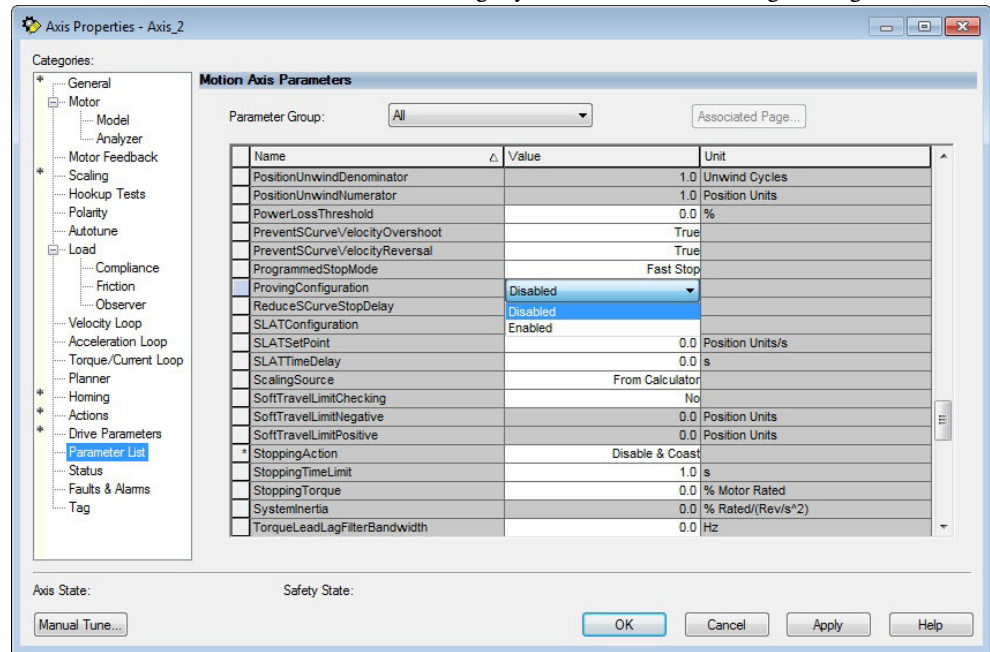 Axis Properties - Axis_2
Categories:
* General
Motor
Model
Analyzer
Motor Feedback
* Scaling
Hookup Tests
Polarity
Autotune
Load
Compliance
Friction
Observer
Velocity Loop
Acceleration Loop
Torque/Current Loop
Planner
* Homing
* Actions
* Drive Parameters
Parameter List
Status
Faults & Alarms
Tag
Motion Axis Parameters
Parameter Group: All Associated Page...
Name Value Unit
PositionUnwindDenominator 1.0 Unwind Cycles
PositionUnwindNumerator 1.0 Position Units
PowerLossThreshold 0.0 %
PreventSCurveVelocityOvershoot True
PreventSCurveVelocityReversal True
ProgrammedStopMode Fast Stop
ProvingConfiguration Disabled
ReduceSCurveStopDelay Disabled
SLATConfiguration Enabled
SLATSetPoint 0.0 Position Units/s
SLATTimeDelay 0.0 s
ScalingSource From Calculator
SoftTravelLimitChecking No
SoftTravelLimitNegative 0.0 Position Units
SoftTravelLimitPositive 0.0 Position Units
* StoppingAction Disable & Coast
StoppingTimeLimit 1.0 s
StoppingTorque 0.0 % Motor Rated
SystemInertia 0.0 % Rated/(Rev/s^2)
TorqueLeadLagFilterBandwidth 0.0 Hz
Axis State: Safety State:
Manual Tune... OK Cancel Apply Help